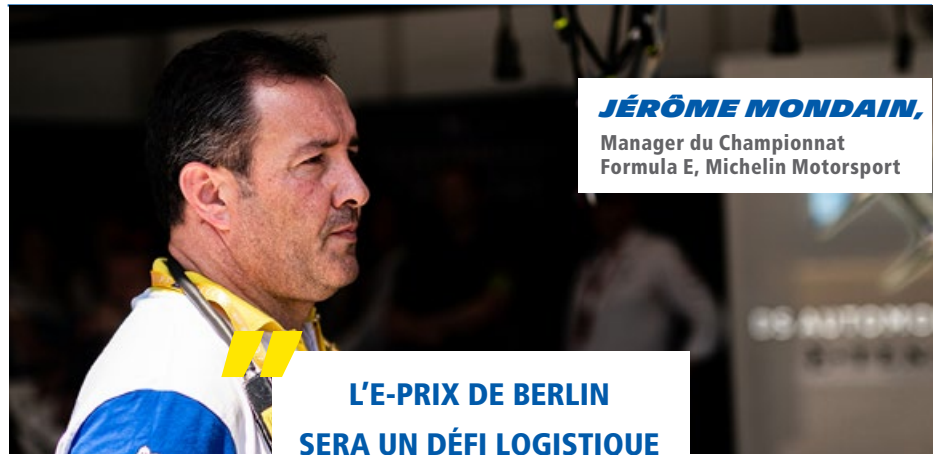 JÉRÔME MONDAIN,
Manager du Championnat
Formula E, Michelin Motorsport
L’E-PRIX DE BERLIN
SERA UN DÉFI LOGISTIQUE